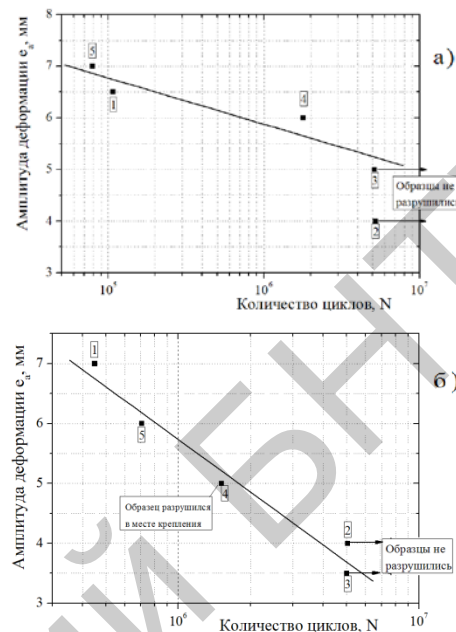 8
7
6
5
4
3
5
1
4
3
2
а)
Образцы не
разрушились
10⁵
10⁶
10⁷
Амплитуда деформации eₐ, мм
Количество циклов, N
7
6
5
4
3
1
5
4
2
3
б)
Образец разрушился
в месте крепления
Образцы не
разрушились
10⁶
10⁷
Амплитуда деформации eₐ, мм
Количество циклов, N